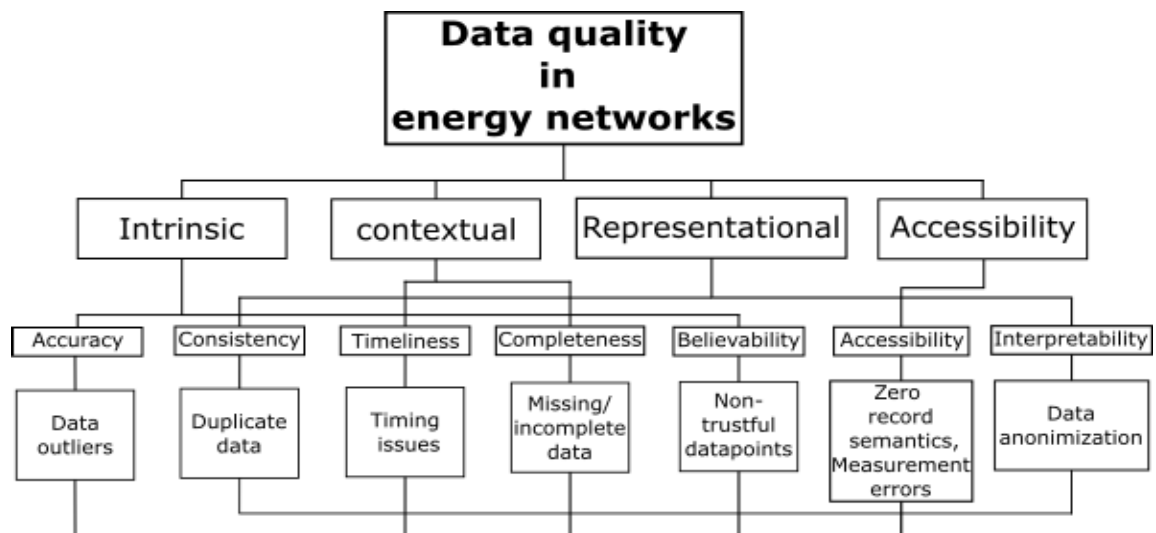 Data quality
in
energy networks
Intrinsic
contextual
Representational
Accessibility
Accuracy
Consistency
Timeliness
Completeness
Believability
Accessibility
Interpretability
Data
outliers
Duplicate
data
Timing
issues
Missing/
incomplete
data
Non-
trustful
datapoints
Zero
record
semantics,
Measurement
errors
Data
anonimization